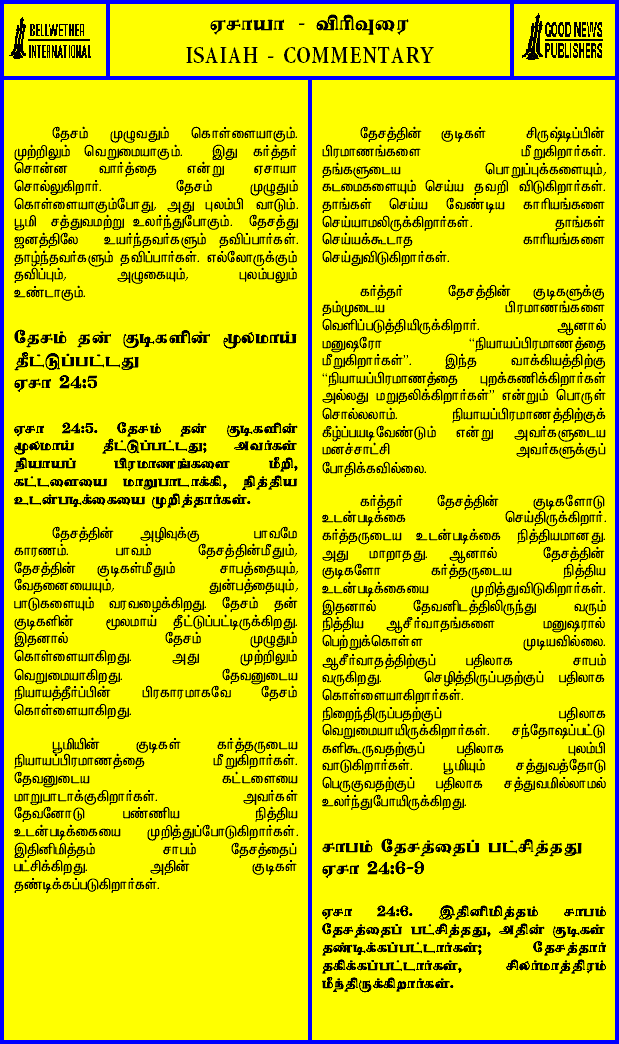 BELLWETHER
INTERNATIONAL
ஏசாயா - விரிவுரை
ISAIAH - COMMENTARY
GOOD NEWS
PUBLISHERS
தேசம் முழுவதும் கொள்ளையாகும்.
முற்றிலும் வெறுமையாகும். இது கர்த்தர்
சொன்ன வார்த்தை என்று ஏசாயா
சொல்லுகிறார். தேசம் முழுதும்
கொள்ளையாகும்போது, அது புலம்பி வாடும்.
பூமி சத்துவமற்று உலர்ந்துபோகும். தேசத்து
ஜனத்திலே உயர்ந்தவர்களும் தவிப்பார்கள்.
தாழ்ந்தவர்களும் தவிப்பார்கள். எல்லோருக்கும்
தவிப்பும், அழுகையும், புலம்பலும்
உண்டாகும்.
தேசம் தன் குடிகளின் மூலமாய்
தீட்டுப்பட்டது
ஏசா 24:5
ஏசா 24:5. தேசம் தன் குடிகளின்
மூலமாய் தீட்டுப்பட்டது; அவர்கள்
நியாயப் பிரமாணங்களை மீறி,
கட்டளையை மாறுபாடாக்கி, நித்திய
உடன்படிக்கையை முறித்தார்கள்.
தேசத்தின் அழிவுக்கு பாவமே
காரணம். பாவம் தேசத்தின்மீதும்,
தேசத்தின் குடிகள்மீதும் சாபத்தையும்,
வேதனையையும், துன்பத்தையும்,
பாடுகளையும் வரவழைக்கிறது. தேசம் தன்
குடிகளின் மூலமாய் தீட்டுப்பட்டிருக்கிறது.
இதனால் தேசம் முழுதும்
கொள்ளையாகிறது. அது முற்றிலும்
வெறுமையாகிறது. தேவனுடைய
நியாயத்தீர்ப்பின் பிரகாரமாகவே தேசம்
கொள்ளையாகிறது.
பூமியின் குடிகள் கர்த்தருடைய
நியாயப்பிரமாணத்தை மீறுகிறார்கள்.
தேவனுடைய கட்டளையை
மாறுபாடாக்குகிறார்கள். அவர்கள்
தேவனோடு பண்ணிய நித்திய
உடன்படிக்கையை முறித்துப்போடுகிறார்கள்.
இதினிமித்தம் சாபம் தேசத்தைப்
பட்சிக்கிறது. அதின் குடிகள்
தண்டிக்கப்படுகிறார்கள்.
தேசத்தின் குடிகள் சிருஷ்டிப்பின்
பிரமாணங்களை மீறுகிறார்கள்.
தங்களுடைய பொறுப்புக்களையும்,
கடமைகளையும் செய்ய தவறி விடுகிறார்கள்.
தாங்கள் செய்ய வேண்டிய காரியங்களை
செய்யாமலிருக்கிறார்கள். தாங்கள்
செய்யக்கூடாத காரியங்களை
செய்துவிடுகிறார்கள்.
கர்த்தர் தேசத்தின் குடிகளுக்கு
தம்முடைய பிரமாணங்களை
வெளிப்படுத்தியிருக்கிறார். ஆனால்
மனுஷரோ "நியாயப்பிரமாணத்தை
மீறுகிறார்கள்". இந்த வாக்கியத்திற்கு
"நியாயப்பிரமாணத்தை புறக்கணிக்கிறார்கள்
அல்லது மறுதலிக்கிறார்கள்" என்றும் பொருள்
சொல்லலாம். நியாயப்பிரமாணத்திற்குக்
கீழ்ப்படியவேண்டும் என்று அவர்களுடைய
மனச்சாட்சி அவர்களுக்குப்
போதிக்கவில்லை.
கர்த்தர் தேசத்தின் குடிகளோடு
உடன்படிக்கை செய்திருக்கிறார்.
கர்த்தருடைய உடன்படிக்கை நித்தியமானது.
அது மாறாதது. ஆனால் தேசத்தின்
குடிகளோ கர்த்தருடைய நித்திய
உடன்படிக்கையை முறித்துவிடுகிறார்கள்.
இதனால் தேவனிடத்திலிருந்து வரும்
நித்திய ஆசீர்வாதங்களை மனுஷரால்
பெற்றுக்கொள்ள முடியவில்லை.
ஆசீர்வாதத்திற்குப் பதிலாக சாபம்
வருகிறது. செழித்திருப்பதற்குப் பதிலாக
கொள்ளையாகிறார்கள்.
நிறைந்திருப்பதற்குப் பதிலாக
வெறுமையாயிருக்கிறார்கள். சந்தோஷப்பட்டு
களிகூருவதற்குப் பதிலாக புலம்பி
வாடுகிறார்கள். பூமியும் சத்துவத்தோடு
பெருகுவதற்குப் பதிலாக சத்துவமில்லாமல்
உலர்ந்துபோயிருக்கிறது.
சாபம் தேசத்தைப் பட்சித்தது
ஏசா 24:6-9
ஏசா 24:6. இதினிமித்தம் சாபம்
தேசத்தைப் பட்சித்தது, அதின் குடிகள்
தண்டிக்கப்பட்டார்கள்; தேசத்தார்
தகிக்கப்பட்டார்கள், சிலர்மாத்திரம்
மீந்திருக்கிறார்கள்.